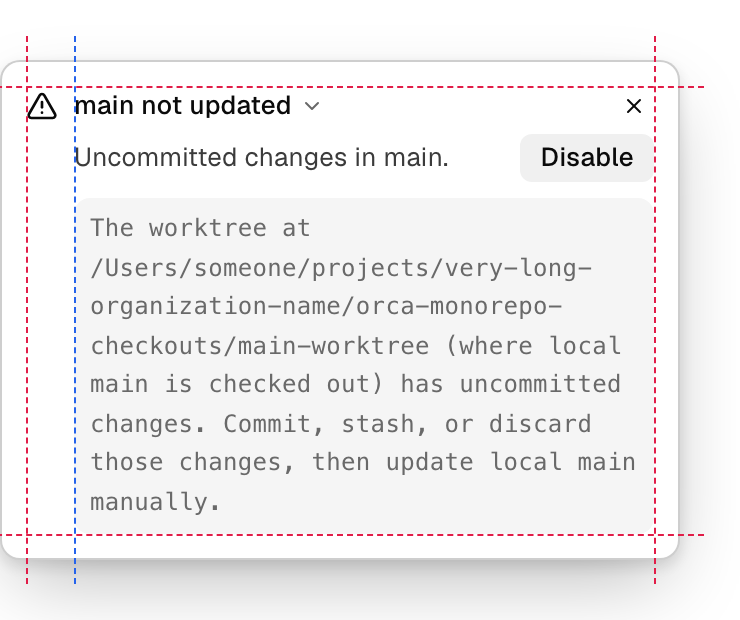 main not updated
Uncommitted changes in main.
Disable
The worktree at
/Users/someone/projects/very-long-
organization-name/orca-monorepo-
checkouts/main-worktree (where local
main is checked out) has uncommitted
changes. Commit, stash, or discard
those changes, then update local main
manually.